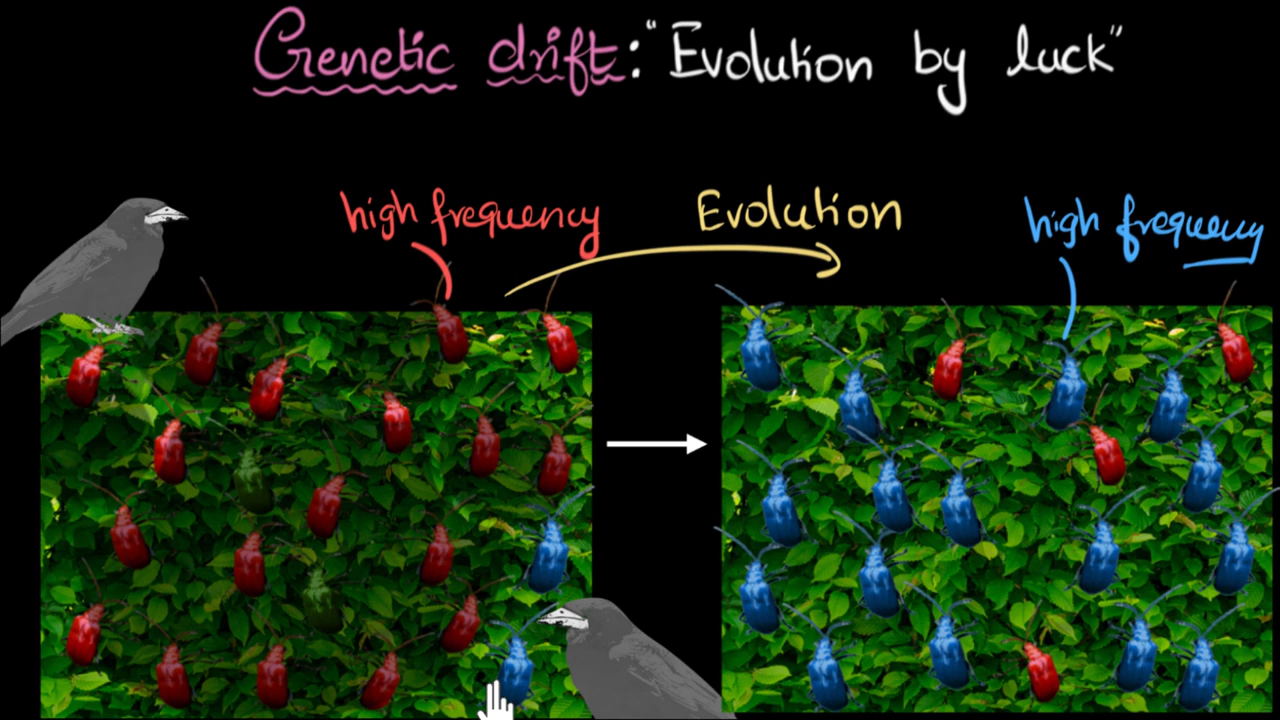 Genetic drift: "Evolution by luck"
high frequency
Evolution
high frequency